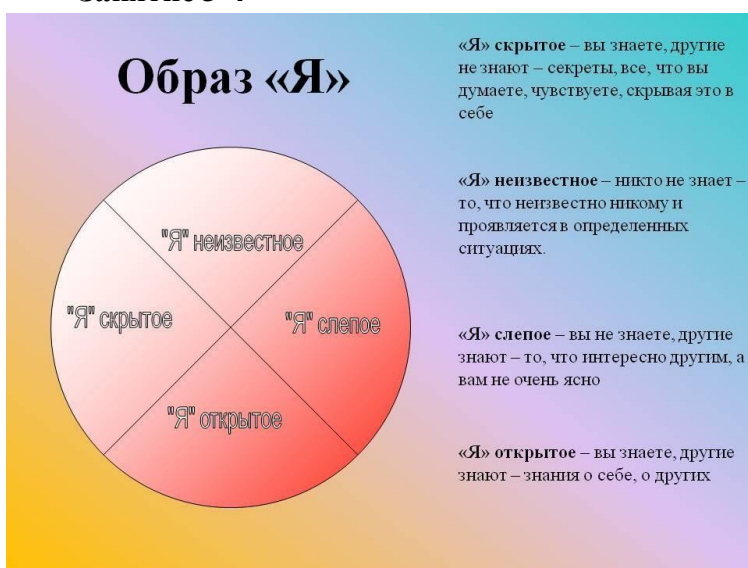 Образ «Я»
"Я" неизвестное
"Я" скрытое
"Я" слепое
"Я" открытое
«Я» скрытое – вы знаете, другие
не знают – секреты, все, что вы
думаете, чувствуете, скрывая это в
себе
«Я» неизвестное – никто не знает –
то, что неизвестно никому и
проявляется в определенных
ситуациях.
«Я» слепое – вы не знаете, другие
знают – то, что интересно другим, а
вам не очень ясно
«Я» открытое – вы знаете, другие
знают – знания о себе, о других